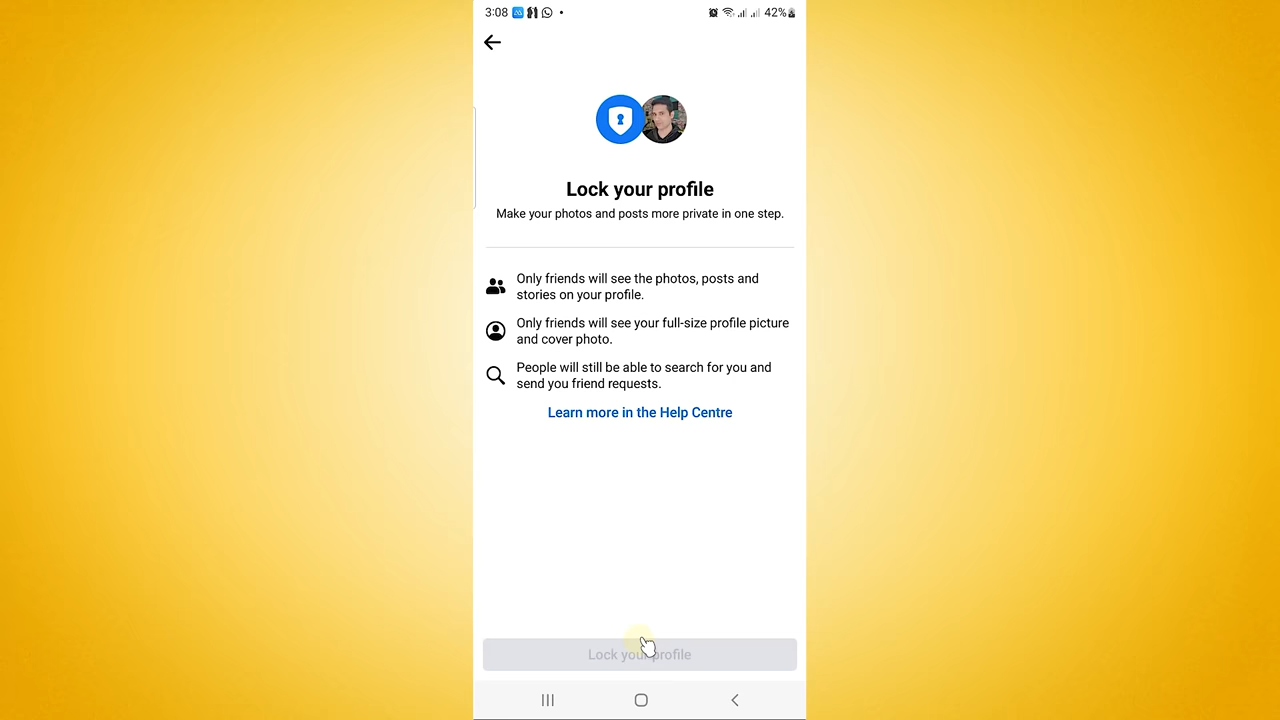 3:08
42%
Lock your profile
Make your photos and posts more private in one step.
Only friends will see the photos, posts and
stories on your profile.
Only friends will see your full-size profile picture
and cover photo.
People will still be able to search for you and
send you friend requests.
Learn more in the Help Centre
Lock your profile